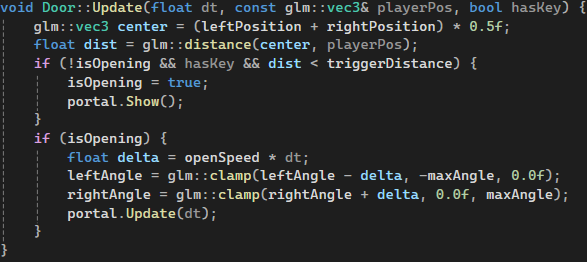 void Door::Update(float dt, const glm::vec3& playerPos, bool hasKey) {
    glm::vec3 center = (leftPosition + rightPosition) * 0.5f;
    float dist = glm::distance(center, playerPos);
    if (!isOpening && hasKey && dist < triggerDistance) {
        isOpening = true;
        portal.Show();
    }
    if (isOpening) {
        float delta = openSpeed * dt;
        leftAngle = glm::clamp(leftAngle - delta, -maxAngle, 0.0f);
        rightAngle = glm::clamp(rightAngle + delta, 0.0f, maxAngle);
        portal.Update(dt);
    }
}